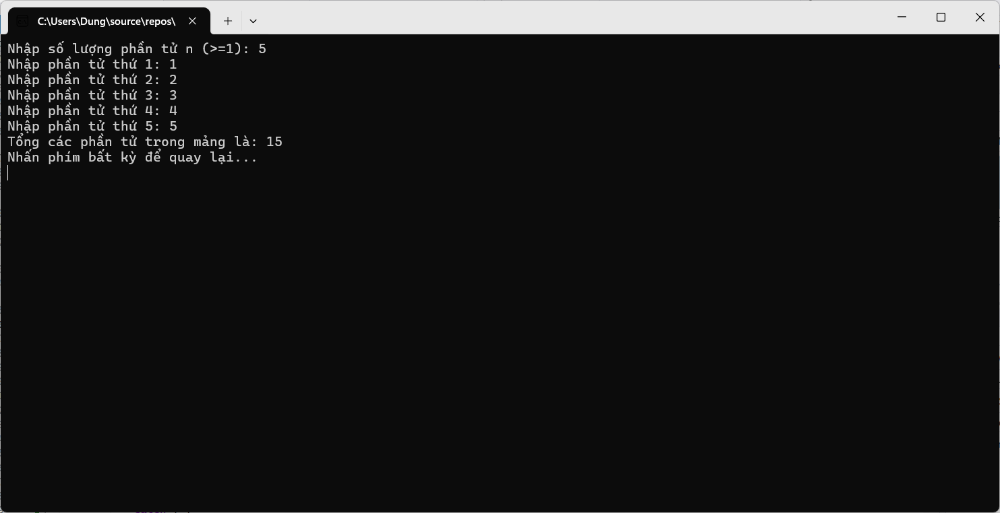 C:\Users\Dung\source\repos\
Nhập số lượng phần tử n (>=1): 5
Nhập phần tử thứ 1: 1
Nhập phần tử thứ 2: 2
Nhập phần tử thứ 3: 3
Nhập phần tử thứ 4: 4
Nhập phần tử thứ 5: 5
Tổng các phần tử trong mảng là: 15
Nhấn phím bất kỳ để quay lại...